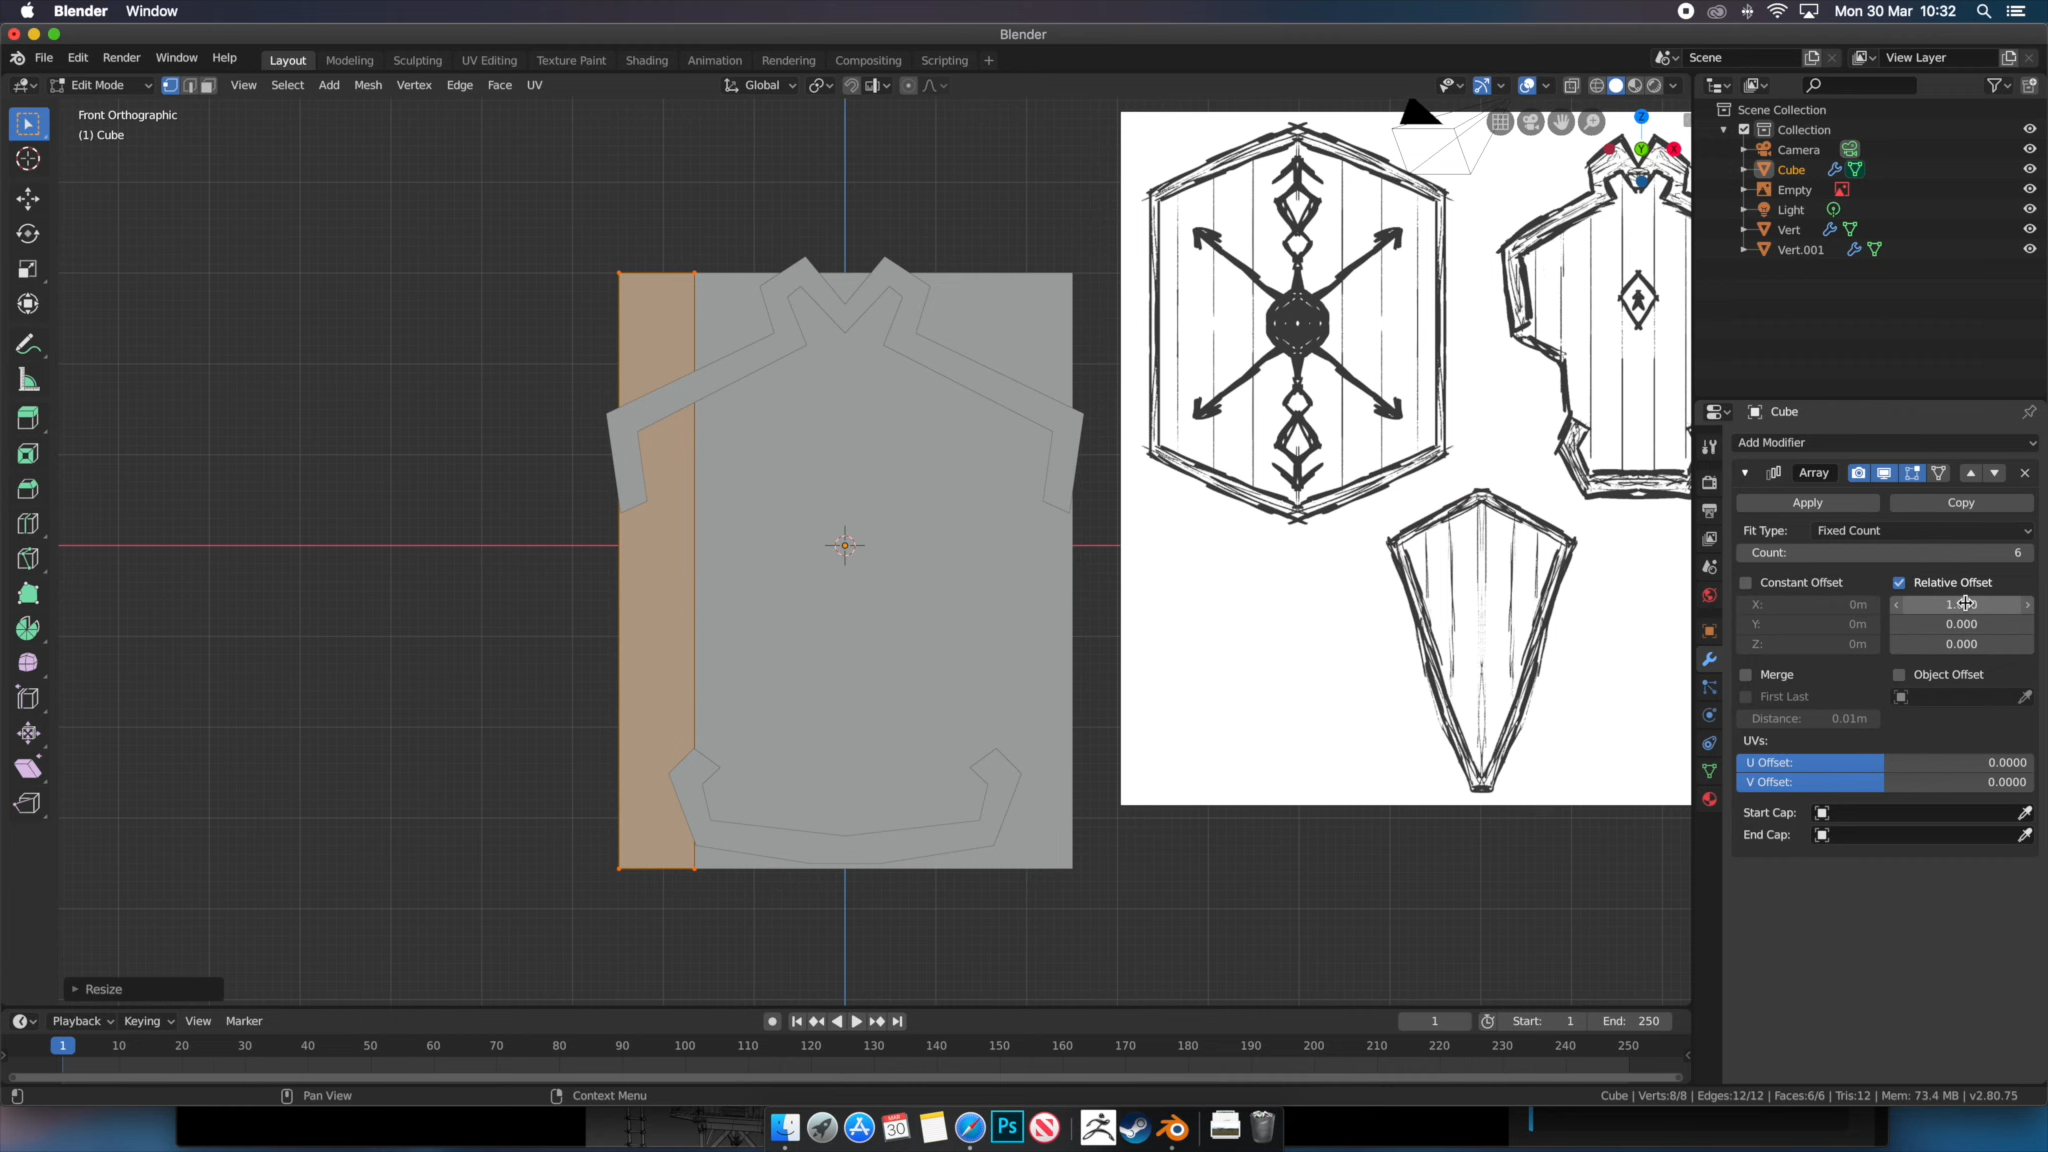 Blender Window Mon 30 Mar 10:32
Blender
File Edit Render Window Help Layout Modeling Sculpting UV Editing Texture Paint Shading Animation Rendering Compositing Scripting + Scene View Layer
Edit Mode View Select Add Mesh Vertex Edge Face UV Global
Front Orthographic
(1) Cube
Z
Y
X
Scene Collection
Collection
Camera
Cube
Empty
Light
Vert
Vert.001
Cube
Add Modifier
Array
Apply Copy
Fit Type: Fixed Count
Count: 6
Constant Offset Relative Offset
X: 0m
Y: 0m 0.000
Z: 0m 0.000
Merge Object Offset
First Last
Distance: 0.01m
UVs:
U Offset: 0.0000
V Offset: 0.0000
Start Cap:
End Cap:
Resize
Playback Keying View Marker 1 Start: 1 End: 250
1 10 20 30 40 50 60 70 80 90 100 110 120 130 140 150 160 170 180 190 200 210 220 230 240 250
Pan View Context Menu Cube | Verts:8/8 | Edges:12/12 | Faces:6/6 | Tris:12 | Mem: 73.4 MB | v2.80.75
MAR
30
Ps